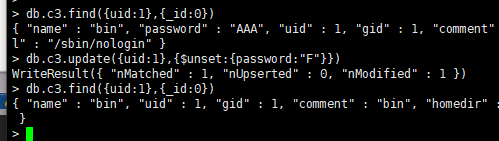 > db.c3.find({uid:1},{_id:0})
{ "name" : "bin", "password" : "AAA", "uid" : 1, "gid" : 1, "comment"
l" : "/sbin/nologin" }
> db.c3.update({uid:1},{$unset:{password:"F"}})
WriteResult({ "nMatched" : 1, "nUpserted" : 0, "nModified" : 1 })
> db.c3.find({uid:1},{_id:0})
{ "name" : "bin", "uid" : 1, "gid" : 1, "comment" : "bin", "homedir" :
}
>